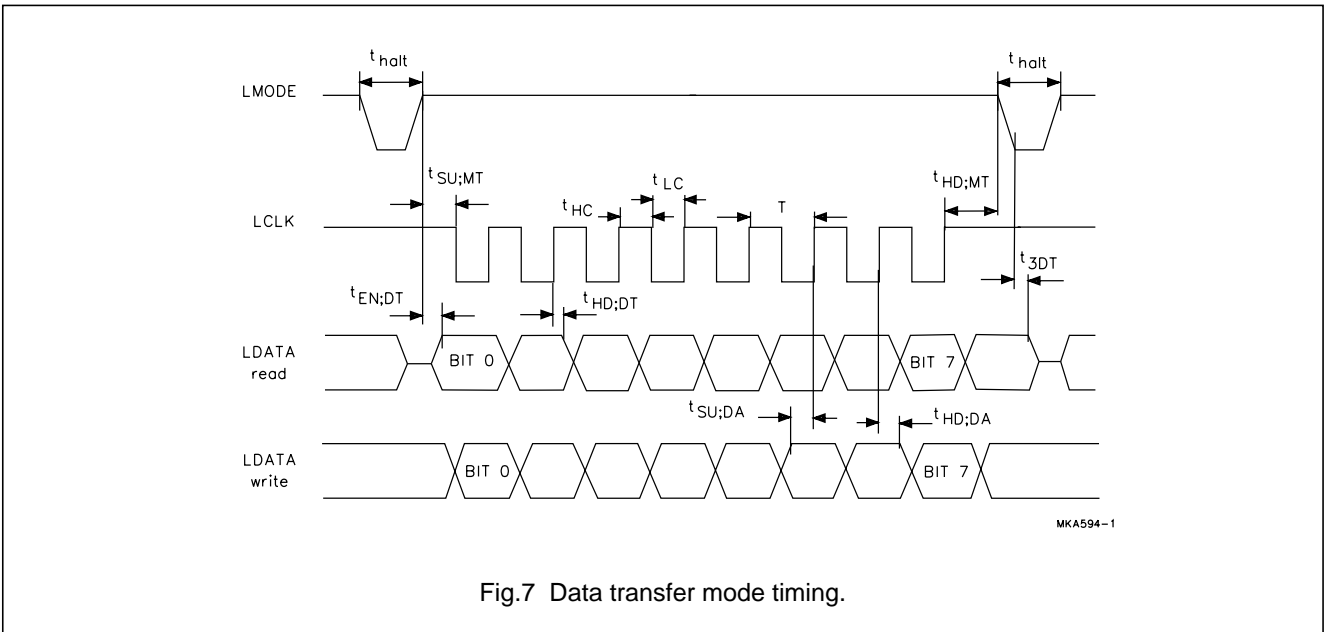 t halt
t halt
LMODE
t SU;MT
t LC
t HD;MT
t HC
T
LCLK
t 3DT
t EN;DT
t HD;DT
LDATA
read
BIT 0
BIT 7
t SU;DA
t HD;DA
LDATA
write
BIT 0
BIT 7
MKA594-1
Fig.7 Data transfer mode timing.